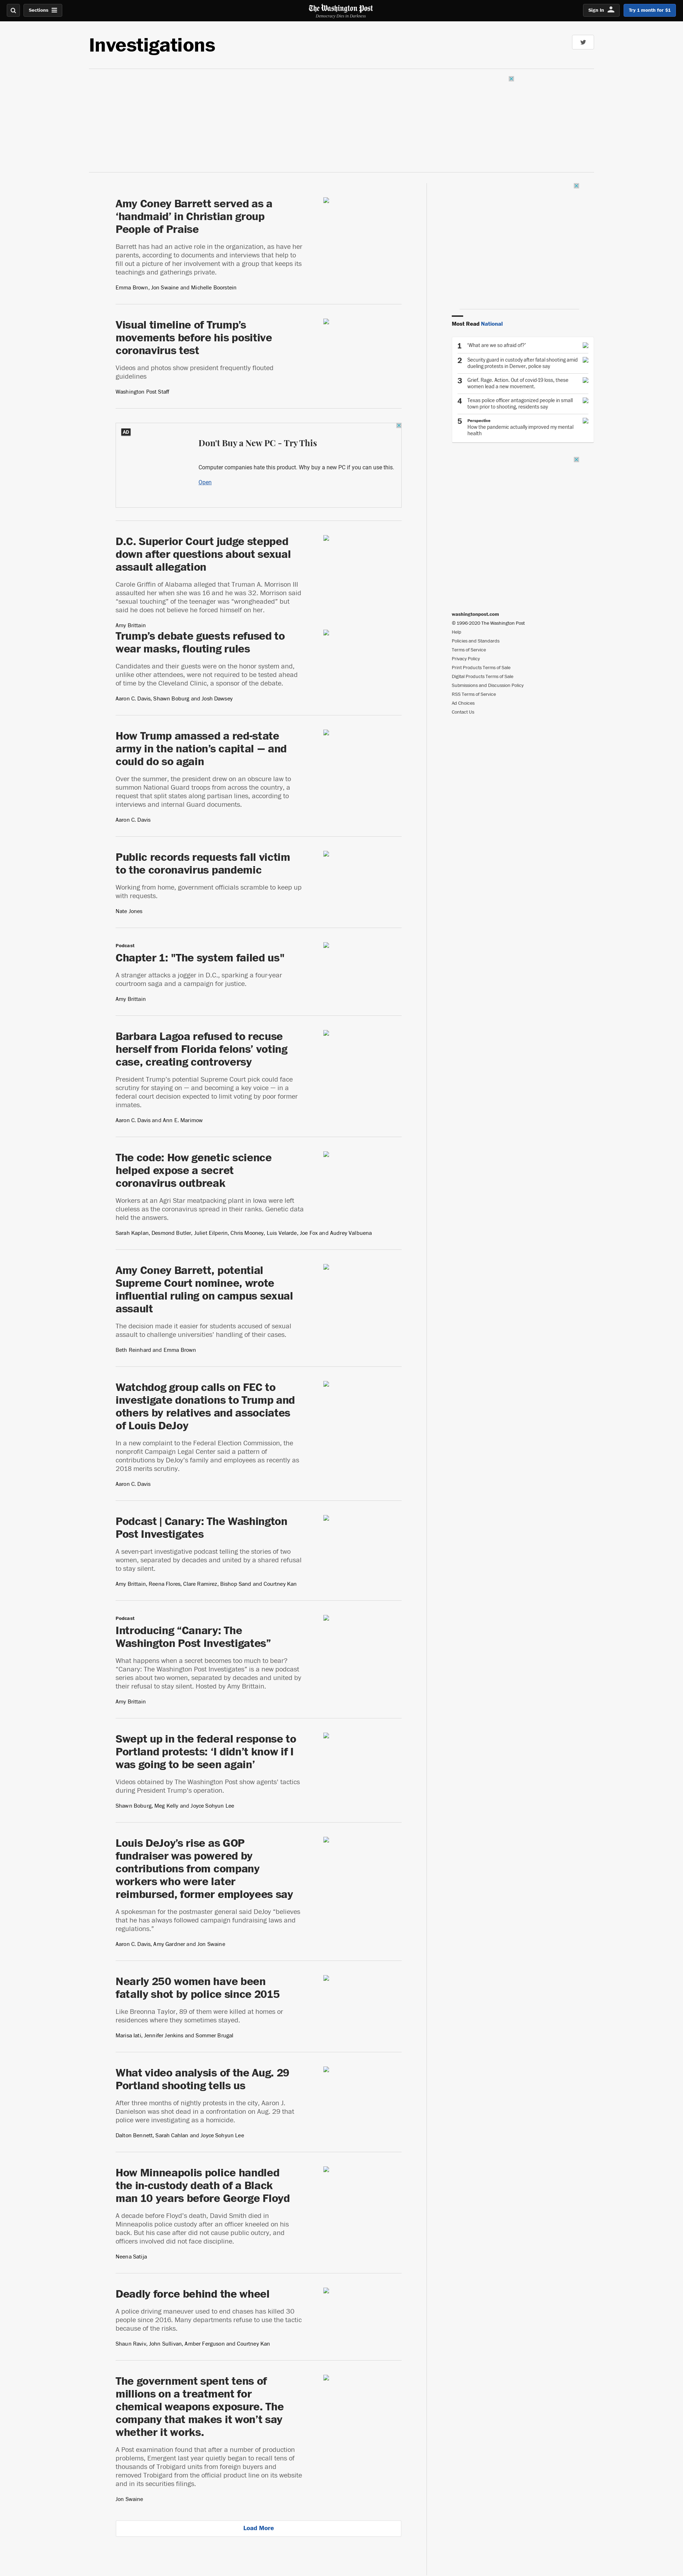 Sections
The Washington Post
Democracy Dies in Darkness
Sign In
Try 1 month for $1
Investigations
Amy Coney Barrett served as a
‘handmaid’ in Christian group
People of Praise
Barrett has had an active role in the organization, as have her
parents, according to documents and interviews that help to
fill out a picture of her involvement with a group that keeps its
teachings and gatherings private.
Emma Brown, Jon Swaine and Michelle Boorstein
Visual timeline of Trump’s
movements before his positive
coronavirus test
Videos and photos show president frequently flouted
guidelines
Washington Post Staff
AD
Don't Buy a New PC - Try This
Computer companies hate this product. Why buy a new PC if you can use this.
Open
D.C. Superior Court judge stepped
down after questions about sexual
assault allegation
Carole Griffin of Alabama alleged that Truman A. Morrison III
assaulted her when she was 16 and he was 32. Morrison said
“sexual touching” of the teenager was “wrongheaded” but
said he does not believe he forced himself on her.
Amy Brittain
Trump’s debate guests refused to
wear masks, flouting rules
Candidates and their guests were on the honor system and,
unlike other attendees, were not required to be tested ahead
of time by the Cleveland Clinic, a sponsor of the debate.
Aaron C. Davis, Shawn Boburg and Josh Dawsey
How Trump amassed a red-state
army in the nation’s capital — and
could do so again
Over the summer, the president drew on an obscure law to
summon National Guard troops from across the country, a
request that split states along partisan lines, according to
interviews and internal Guard documents.
Aaron C. Davis
Public records requests fall victim
to the coronavirus pandemic
Working from home, government officials scramble to keep up
with requests.
Nate Jones
Podcast
Chapter 1: "The system failed us"
A stranger attacks a jogger in D.C., sparking a four-year
courtroom saga and a campaign for justice.
Amy Brittain
Barbara Lagoa refused to recuse
herself from Florida felons’ voting
case, creating controversy
President Trump’s potential Supreme Court pick could face
scrutiny for staying on — and becoming a key voice — in a
federal court decision expected to limit voting by poor former
inmates.
Aaron C. Davis and Ann E. Marimow
The code: How genetic science
helped expose a secret
coronavirus outbreak
Workers at an Agri Star meatpacking plant in Iowa were left
clueless as the coronavirus spread in their ranks. Genetic data
held the answers.
Sarah Kaplan, Desmond Butler, Juliet Eilperin, Chris Mooney, Luis Velarde, Joe Fox and Audrey Valbuena
Amy Coney Barrett, potential
Supreme Court nominee, wrote
influential ruling on campus sexual
assault
The decision made it easier for students accused of sexual
assault to challenge universities’ handling of their cases.
Beth Reinhard and Emma Brown
Watchdog group calls on FEC to
investigate donations to Trump and
others by relatives and associates
of Louis DeJoy
In a new complaint to the Federal Election Commission, the
nonprofit Campaign Legal Center said a pattern of
contributions by DeJoy’s family and employees as recently as
2018 merits scrutiny.
Aaron C. Davis
Podcast | Canary: The Washington
Post Investigates
A seven-part investigative podcast telling the stories of two
women, separated by decades and united by a shared refusal
to stay silent.
Amy Brittain, Reena Flores, Clare Ramirez, Bishop Sand and Courtney Kan
Podcast
Introducing “Canary: The
Washington Post Investigates”
What happens when a secret becomes too much to bear?
“Canary: The Washington Post Investigates” is a new podcast
series about two women, separated by decades and united by
their refusal to stay silent. Hosted by Amy Brittain.
Amy Brittain
Swept up in the federal response to
Portland protests: ‘I didn’t know if I
was going to be seen again’
Videos obtained by The Washington Post show agents’ tactics
during President Trump’s operation.
Shawn Boburg, Meg Kelly and Joyce Sohyun Lee
Louis DeJoy’s rise as GOP
fundraiser was powered by
contributions from company
workers who were later
reimbursed, former employees say
A spokesman for the postmaster general said DeJoy “believes
that he has always followed campaign fundraising laws and
regulations.”
Aaron C. Davis, Amy Gardner and Jon Swaine
Nearly 250 women have been
fatally shot by police since 2015
Like Breonna Taylor, 89 of them were killed at homes or
residences where they sometimes stayed.
Marisa Iati, Jennifer Jenkins and Sommer Brugal
What video analysis of the Aug. 29
Portland shooting tells us
After three months of nightly protests in the city, Aaron J.
Danielson was shot dead in a confrontation on Aug. 29 that
police were investigating as a homicide.
Dalton Bennett, Sarah Cahlan and Joyce Sohyun Lee
How Minneapolis police handled
the in-custody death of a Black
man 10 years before George Floyd
A decade before Floyd’s death, David Smith died in
Minneapolis police custody after an officer kneeled on his
back. But his case after did not cause public outcry, and
officers involved did not face discipline.
Neena Satija
Deadly force behind the wheel
A police driving maneuver used to end chases has killed 30
people since 2016. Many departments refuse to use the tactic
because of the risks.
Shaun Raviv, John Sullivan, Amber Ferguson and Courtney Kan
The government spent tens of
millions on a treatment for
chemical weapons exposure. The
company that makes it won’t say
whether it works.
A Post examination found that after a number of production
problems, Emergent last year quietly began to recall tens of
thousands of Trobigard units from foreign buyers and
removed Trobigard from the official product line on its website
and in its securities filings.
Jon Swaine
Load More
Most Read National
1 ‘What are we so afraid of?’
2 Security guard in custody after fatal shooting amid
dueling protests in Denver, police say
3 Grief. Rage. Action. Out of covid-19 loss, these
women lead a new movement.
4 Texas police officer antagonized people in small
town prior to shooting, residents say
5 Perspective
How the pandemic actually improved my mental
health
washingtonpost.com
© 1996-2020 The Washington Post
Help
Policies and Standards
Terms of Service
Privacy Policy
Print Products Terms of Sale
Digital Products Terms of Sale
Submissions and Discussion Policy
RSS Terms of Service
Ad Choices
Contact Us